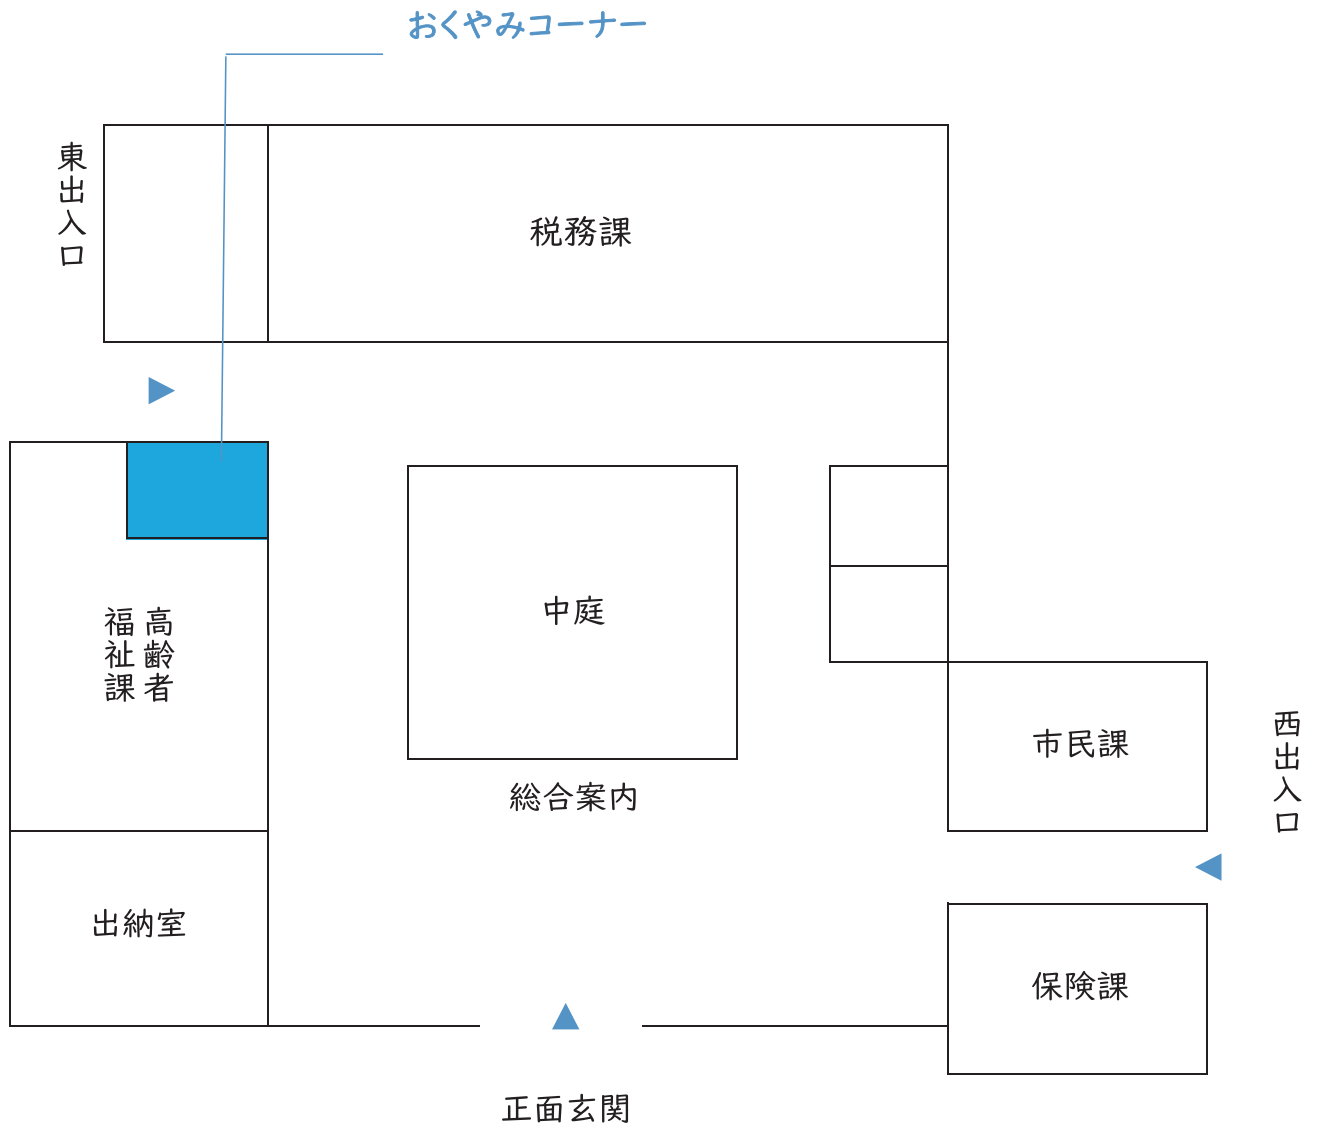 おくやみコーナー
東出入口
税務課
高齢者
福祉課
中庭
総合案内
市民課
西出入口
出納室
保険課
正面玄関